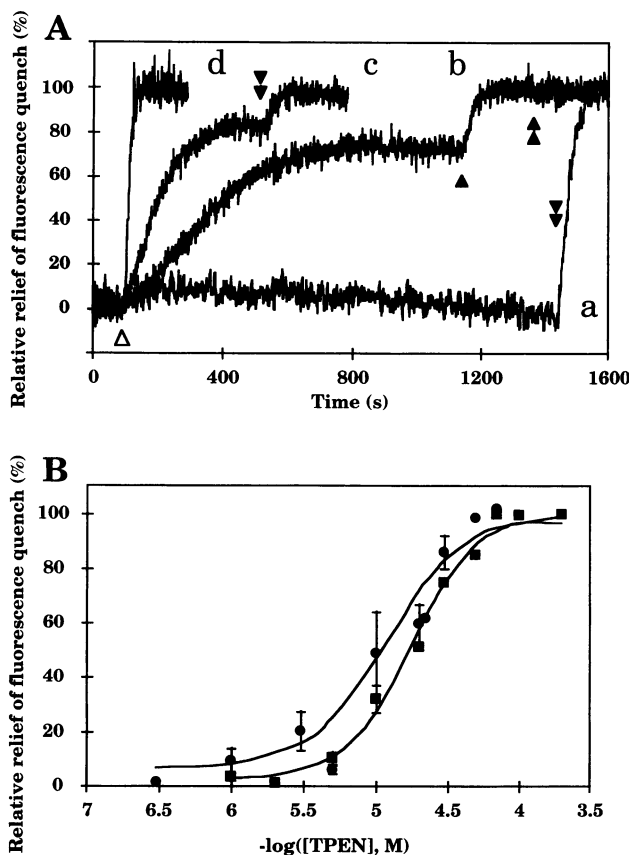 A
Relative relief of fluorescence quench (%)
100
80
60
40
20
0
d
c
b
a
0
400
800
1200
1600
Time (s)
B
Relative relief of fluorescence quench (%)
100
80
60
40
20
0
7
6.5
6
5.5
5
4.5
4
3.5
-log([TPEN], M)